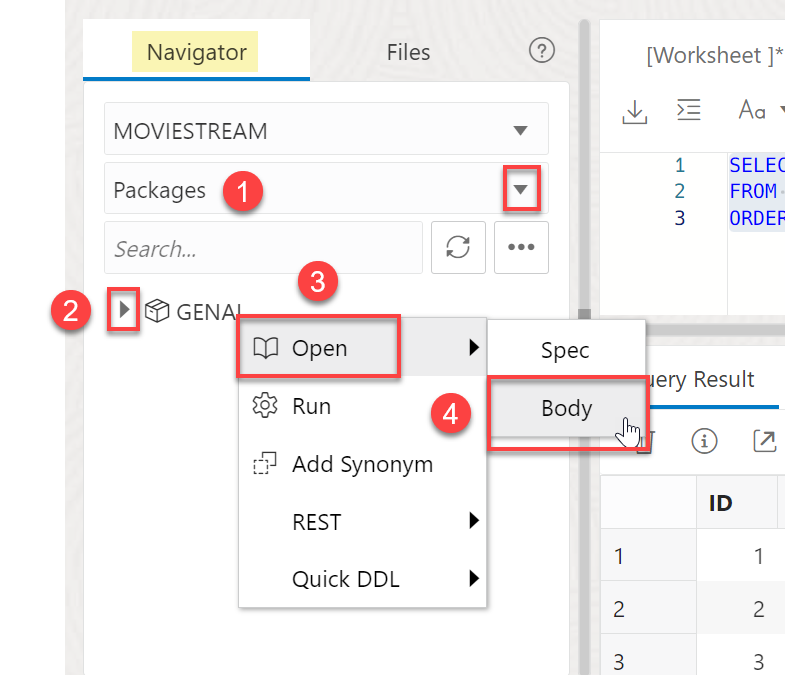 Navigator
Files
?
[Worksheet ]*
MOVIESTREAM
Aa
Packages
1
1 SELEC
2 FROM
3 ORDER
Search...
3
2
GENAI
Open
Spec
Run
4
Body
uery Result
Add Synonym
REST
Quick DDL
ID
1 1
2 2
3 3